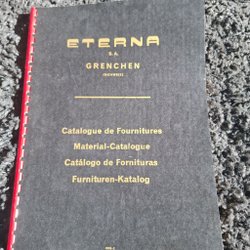 ETERNA
S.A.
GRENCHEN
Catalogue de Fournitures
Material-Catalogue
Catálogo de Fornituras
Furnituren-Katalog